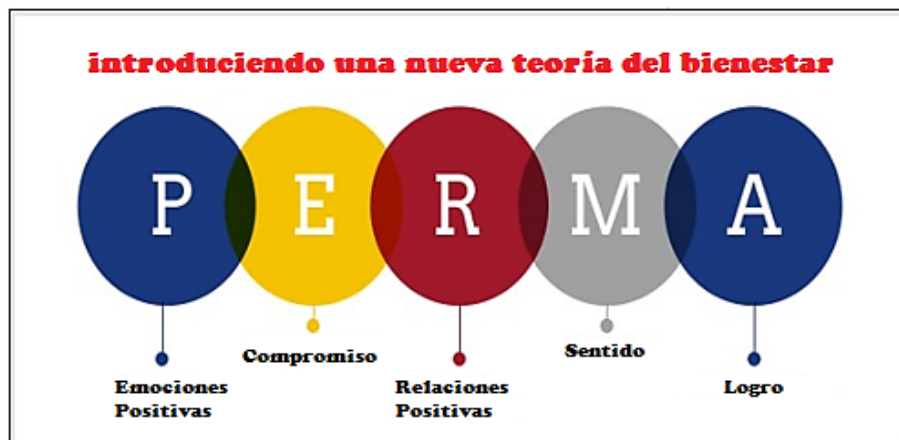 introduciendo una nueva teoría del bienestar
P E R M A
Emociones
Positivas
Compromiso
Relaciones
Positivas
Sentido
Logro